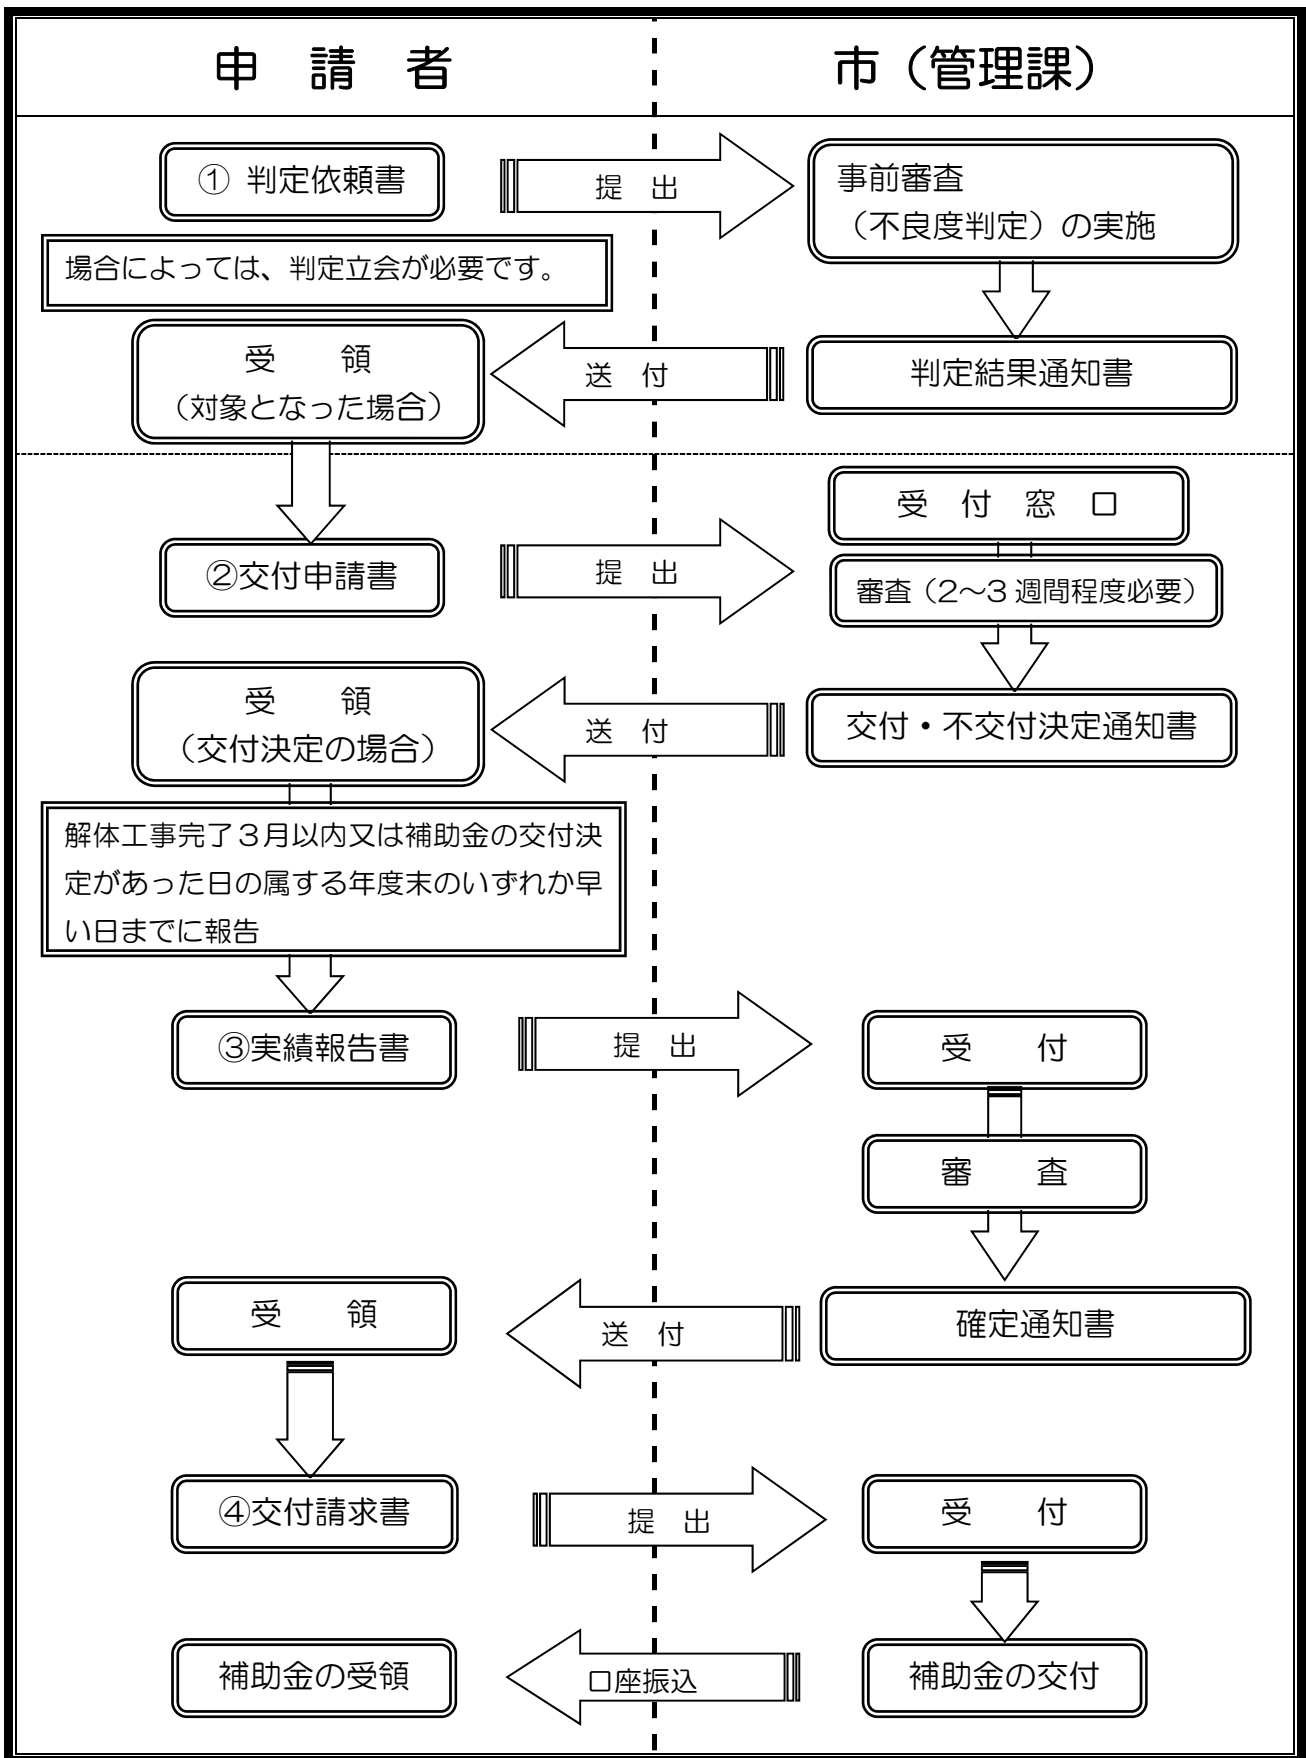 申　請　者
市（管理課）
① 判定依頼書
提　出
事前審査
（不良度判定）の実施
場合によっては、判定立会が必要です。
受　　領
（対象となった場合）
送　付
判定結果通知書
受　付　窓　口
②交付申請書
提　出
審査（2～3 週間程度必要）
受　　領
（交付決定の場合）
送　付
交付・不交付決定通知書
解体工事完了３月以内又は補助金の交付決
定があった日の属する年度末のいずれか早
い日までに報告
③実績報告書
提　出
受　　付
審　　査
受　　領
送　付
確定通知書
④交付請求書
提　出
受　　付
補助金の受領
口座振込
補助金の交付